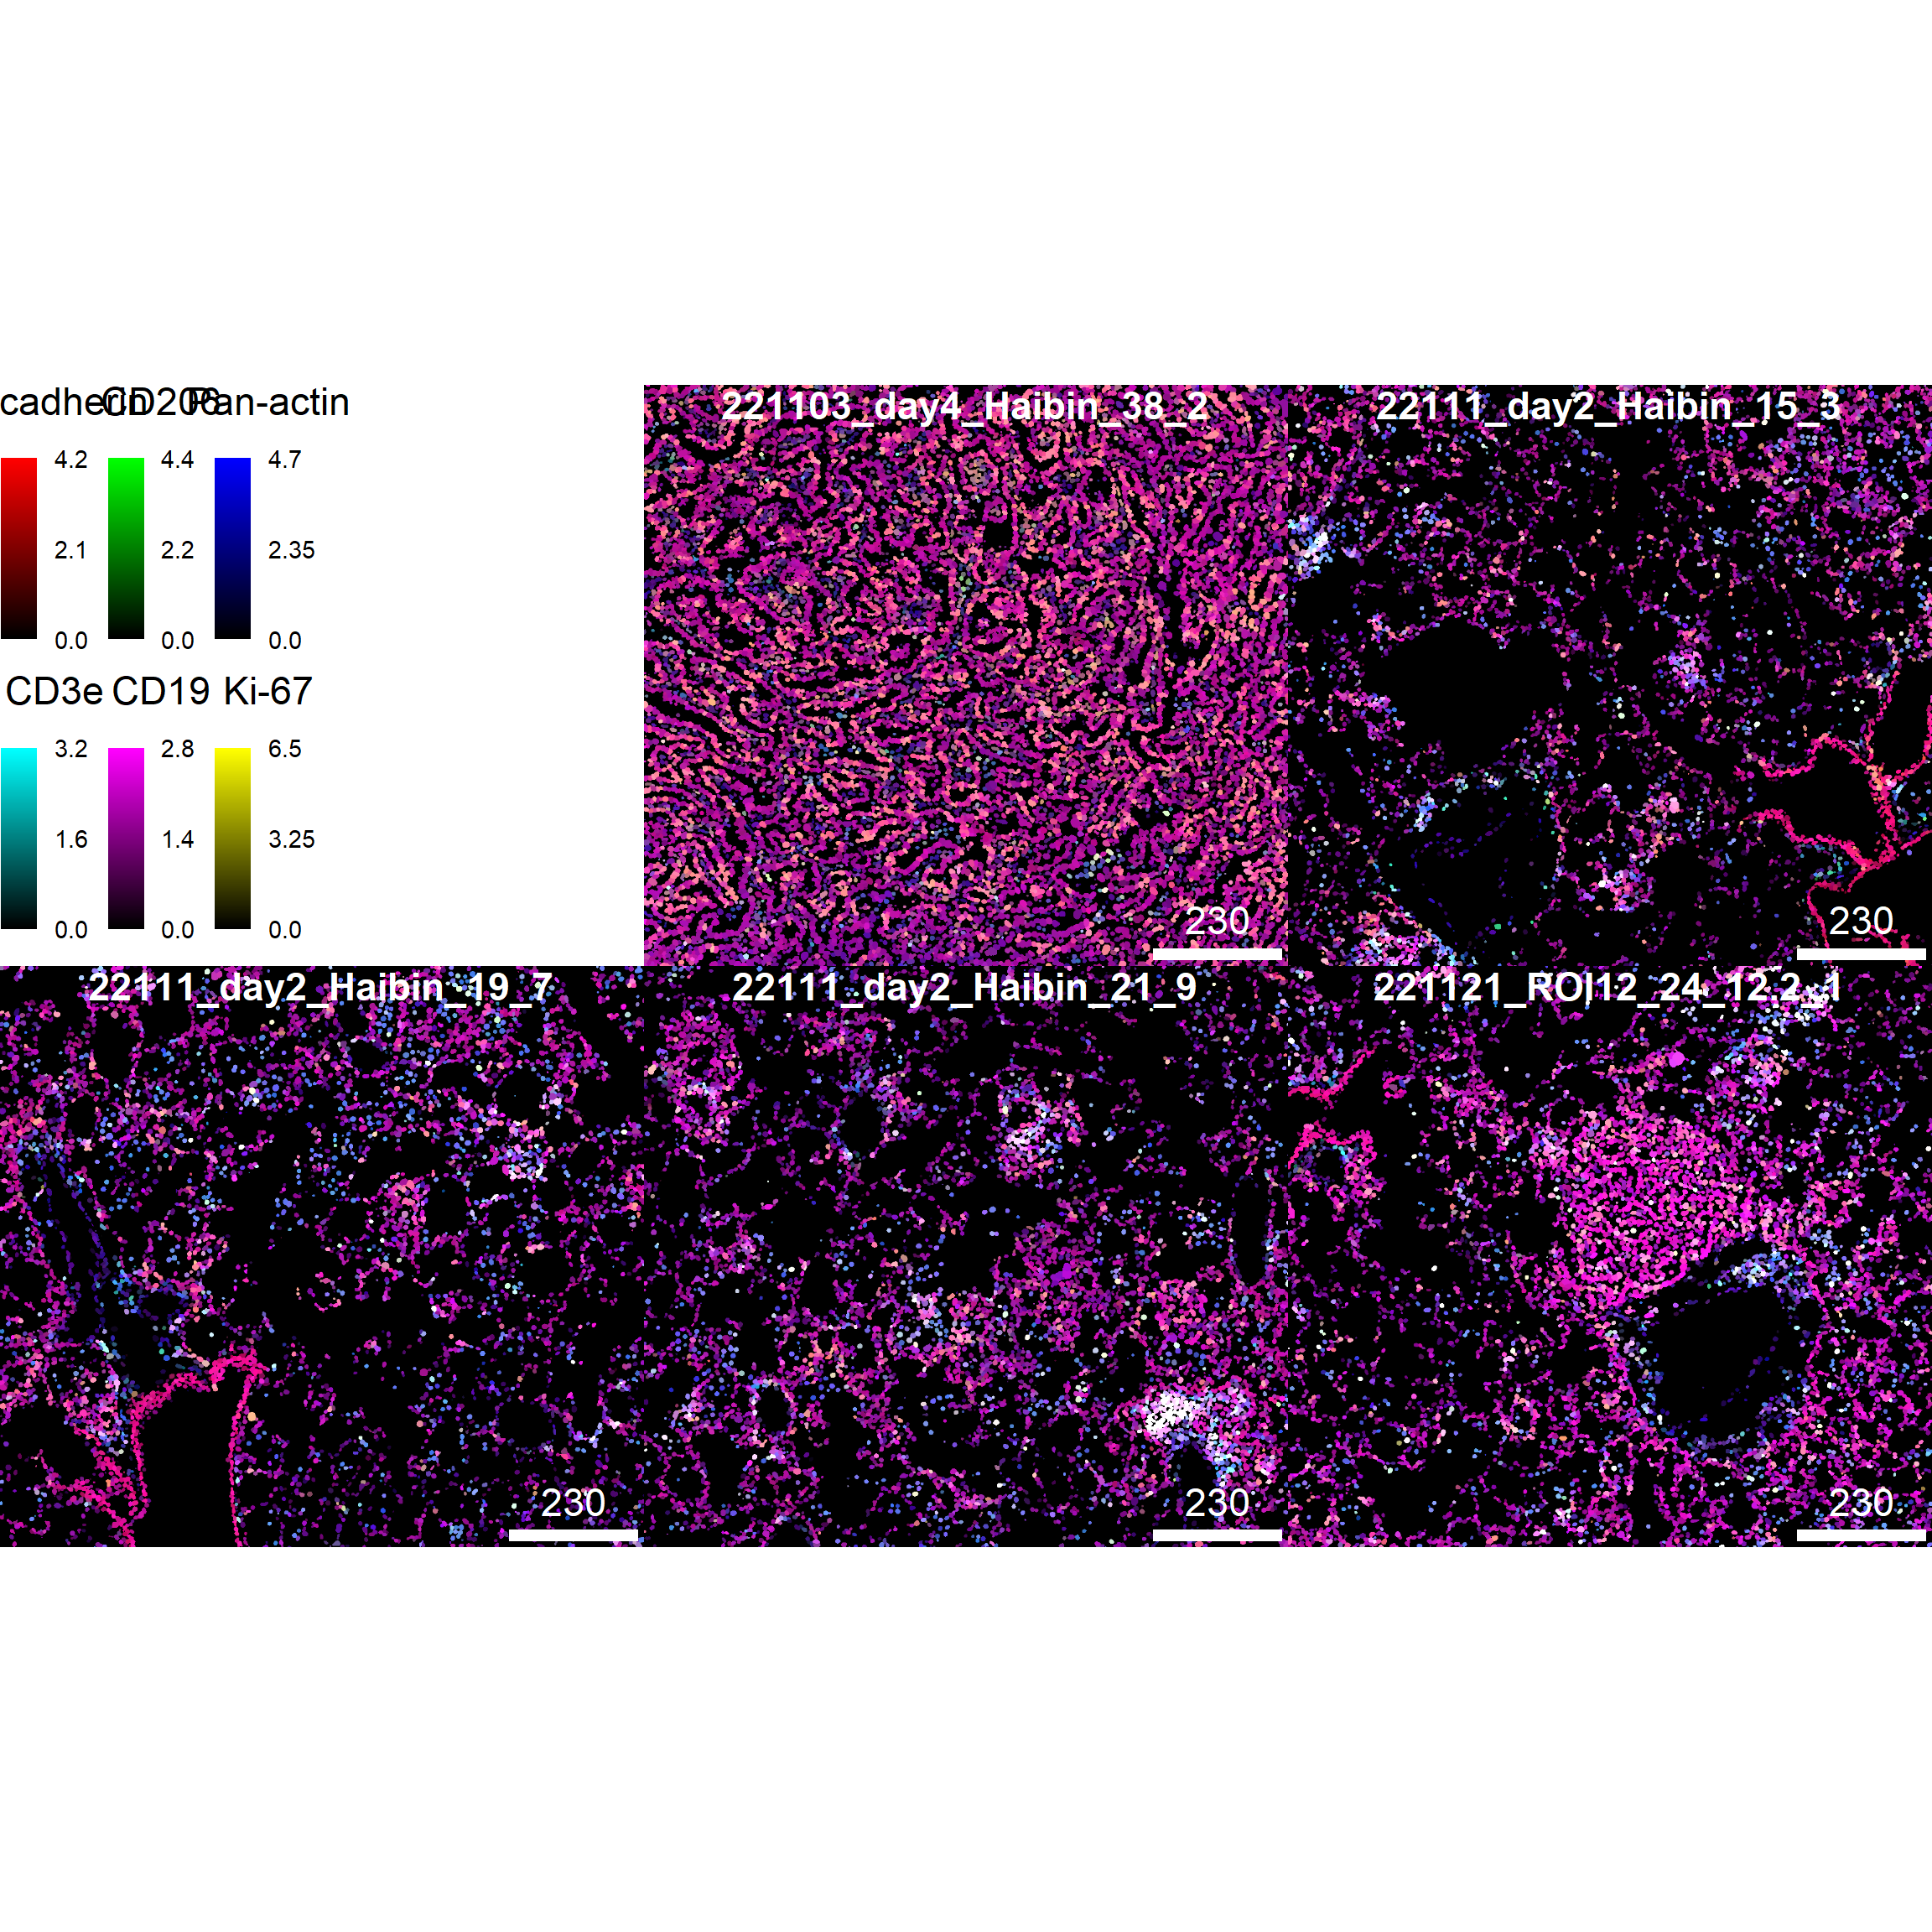 cadherin CD206 Pan-actin
4.2 4.4 4.7
2.1 2.2 2.35
0.0 0.0 0.0
CD3e CD19 Ki-67
3.2 2.8 6.5
1.6 1.4 3.25
0.0 0.0 0.0
221103_day4_Haibin_38_2
230
22111_day2_Haibin_15_3
230
22111_day2_Haibin_19_7
230
22111_day2_Haibin_21_9
230
221121_ROI12_24_12.2_1
230